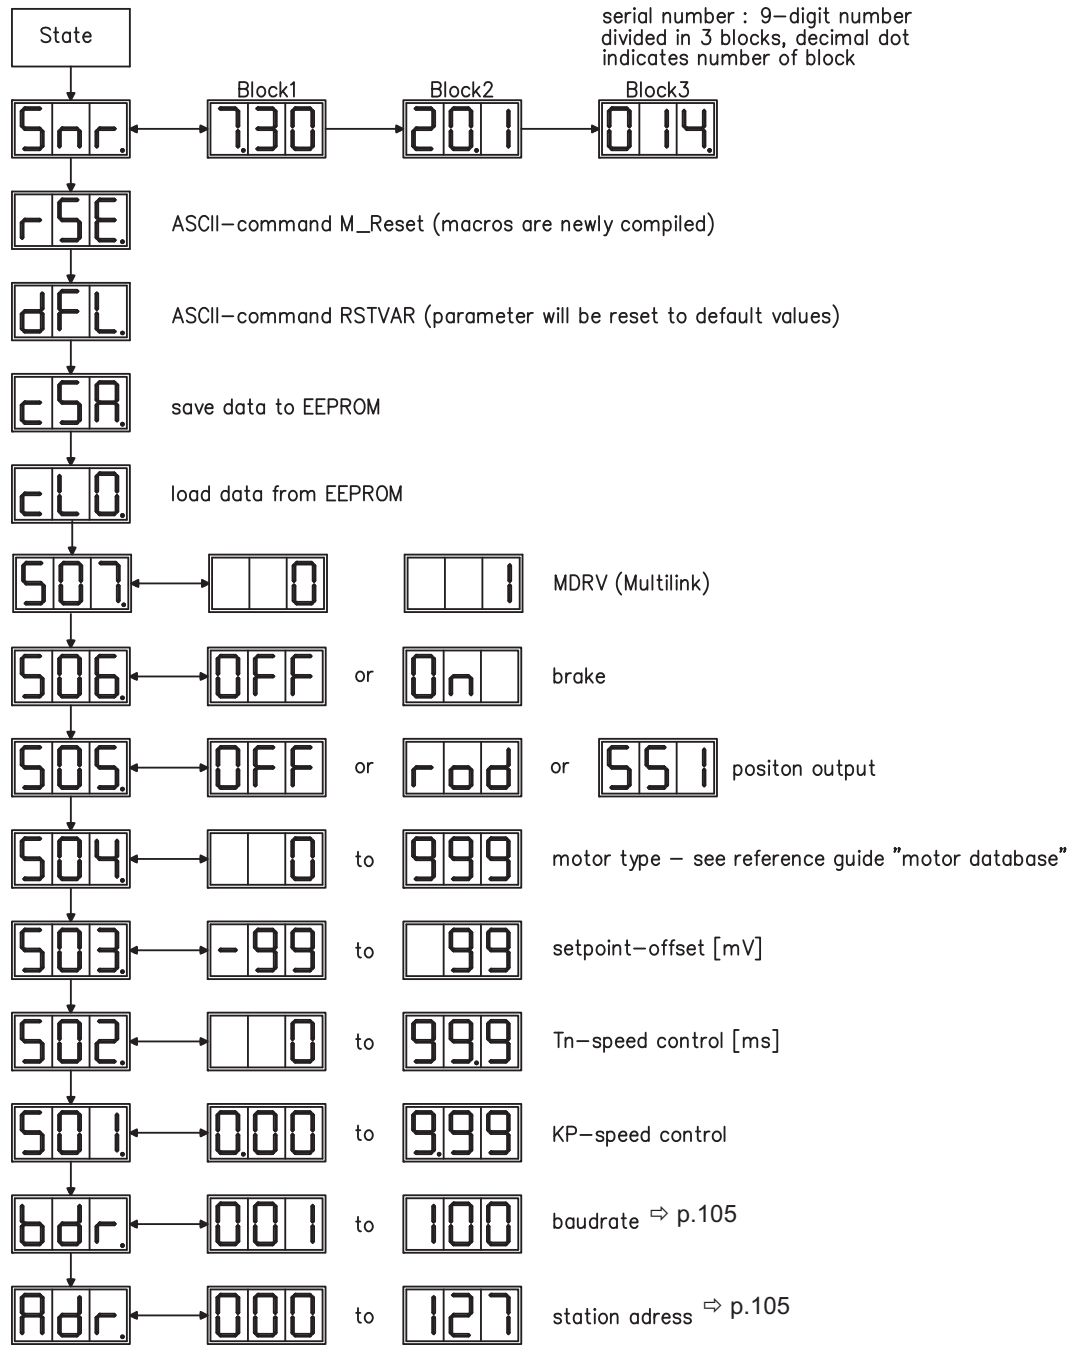 State
serial number : 9-digit number
divided in 3 blocks, decimal dot
indicates number of block
Block1 Block2 Block3
Snr. 7.30 20.1 014.
rSE. ASCII-command M_Reset (macros are newly compiled)
dFL. ASCII-command RSTVAR (parameter will be reset to default values)
cSA. save data to EEPROM
cLO. load data from EEPROM
S07. 0 1 MDRV (Multilink)
S06. OFF or On brake
S05. OFF or rod or SSI positon output
S04. 0 to 999 motor type - see reference guide "motor database"
S03. -99 to 99 setpoint-offset [mV]
S02. 0 to 99.9 Tn-speed control [ms]
S01. 0.00 to 9.99 KP-speed control
bdr. 001 to 100 baudrate ⇨ p.105
Adr. 000 to 127 station adress ⇨ p.105